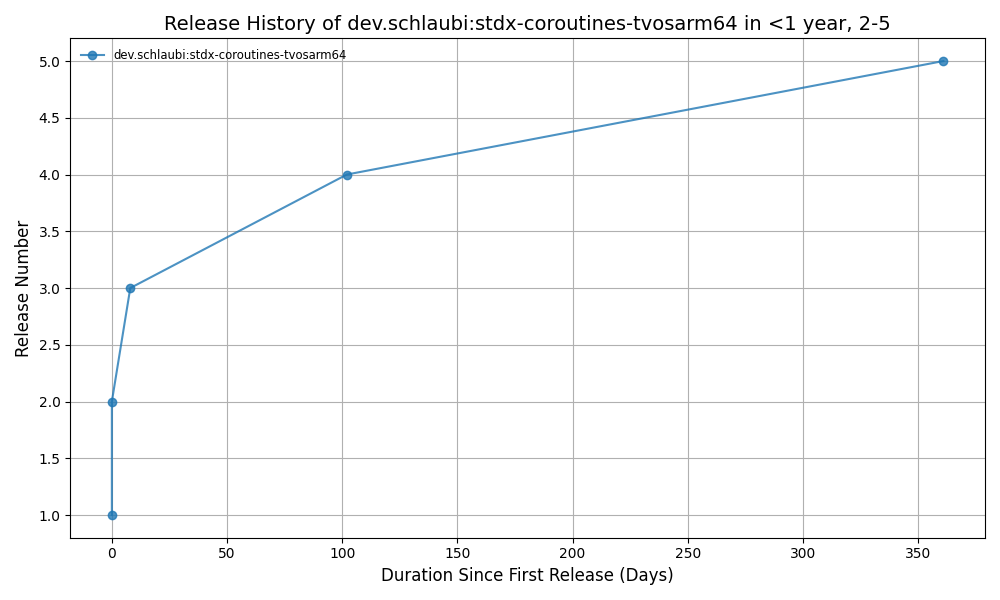 Release History of dev.schlaubi:stdx-coroutines-tvosarm64 in <1 year, 2-5
dev.schlaubi:stdx-coroutines-tvosarm64
5.0
4.5
4.0
3.5
3.0
2.5
2.0
1.5
1.0
Release Number
0 50 100 150 200 250 300 350
Duration Since First Release (Days)